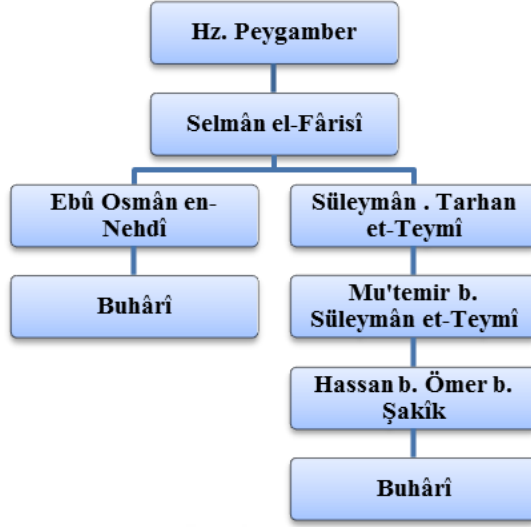 Hz. Peygamber
Selmân el-Fârisî
Ebû Osmân en-
Nehdî
Buhârî
Süleymân . Tarhan
et-Teymî
Mu'temir b.
Süleymân et-Teymî
Hassan b. Ömer b.
Şakîk
Buhârî